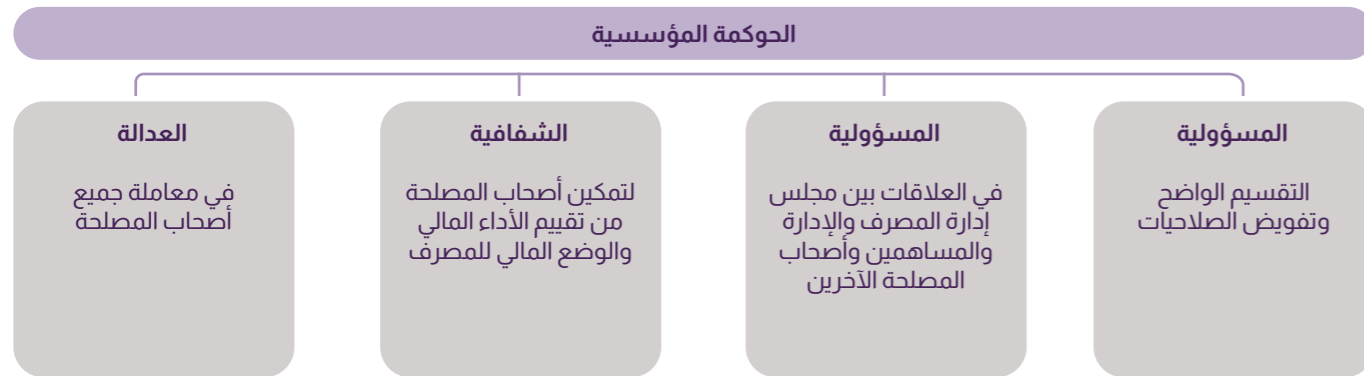 الحوكمة المؤسسية
المسؤولية
التقسيم الواضح
وتفويض الصلاحيات
المسؤولية
في العلاقات بين مجلس
إدارة المصرف والإدارة
والمساهمين وأصحاب
المصلحة الآخرين
الشفافية
لتمكين أصحاب المصلحة
من تقييم الأداء المالي
والوضع المالي للمصرف
العدالة
في معاملة جميع
أصحاب المصلحة